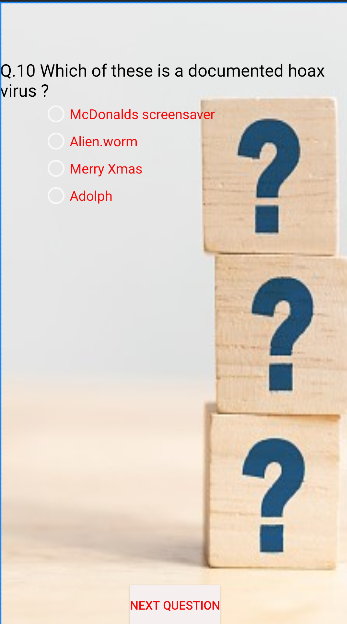 Q.10 Which of these is a documented hoax
virus ?
McDonalds screensaver
Alien.worm
Merry Xmas
Adolph
?
?
?
NEXT QUESTION